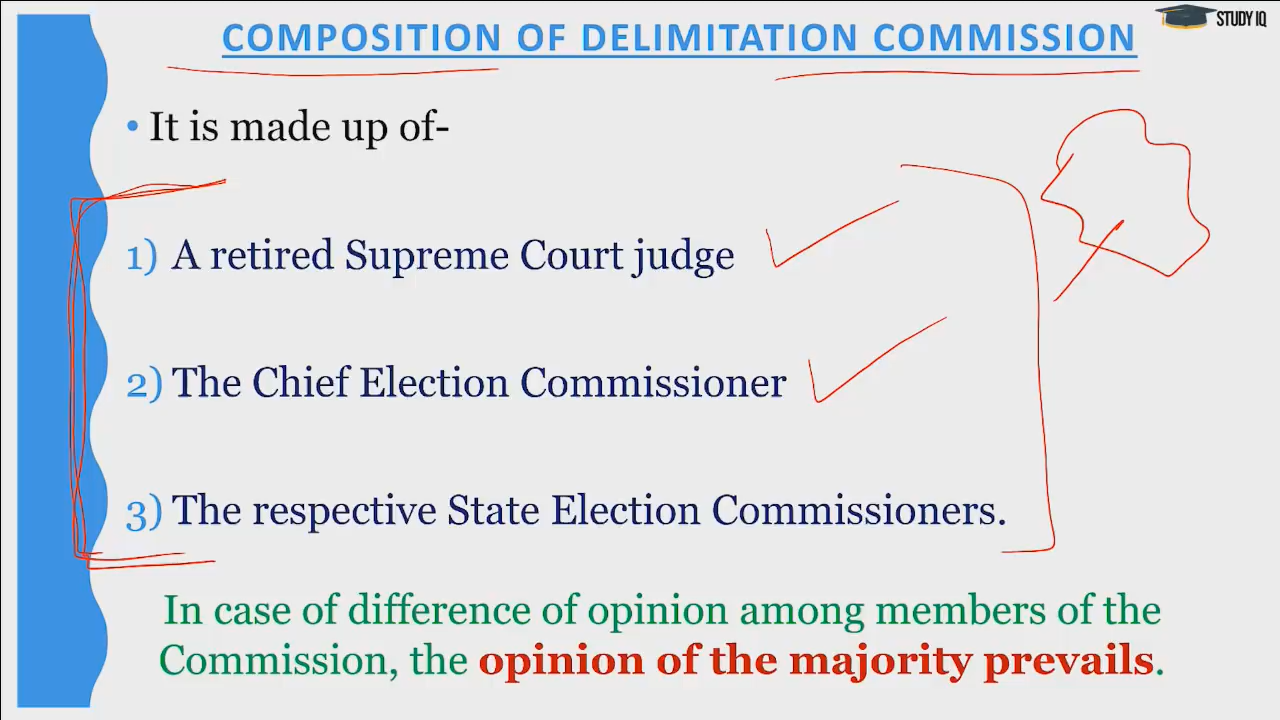 STUDY IQ
COMPOSITION OF DELIMITATION COMMISSION
• It is made up of-
1) A retired Supreme Court judge
2) The Chief Election Commissioner
3) The respective State Election Commissioners.
In case of difference of opinion among members of the
Commission, the opinion of the majority prevails.